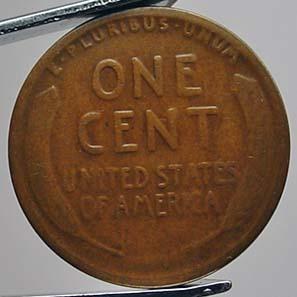 E·PLURIBUS·UNUM
ONE
CENT
UNITED STATES
OF AMERICA